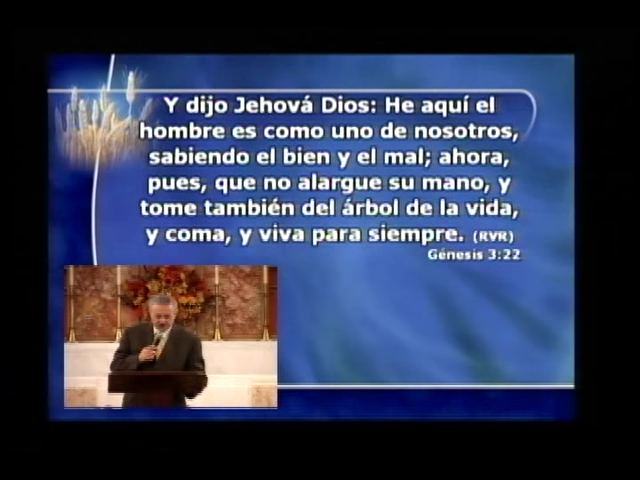 Y dijo Jehová Dios: He aquí el
hombre es como uno de nosotros,
sabiendo el bien y el mal; ahora,
pues, que no alargue su mano, y
tome también del árbol de la vida,
y coma, y viva para siempre. (RVR)
Génesis 3:22